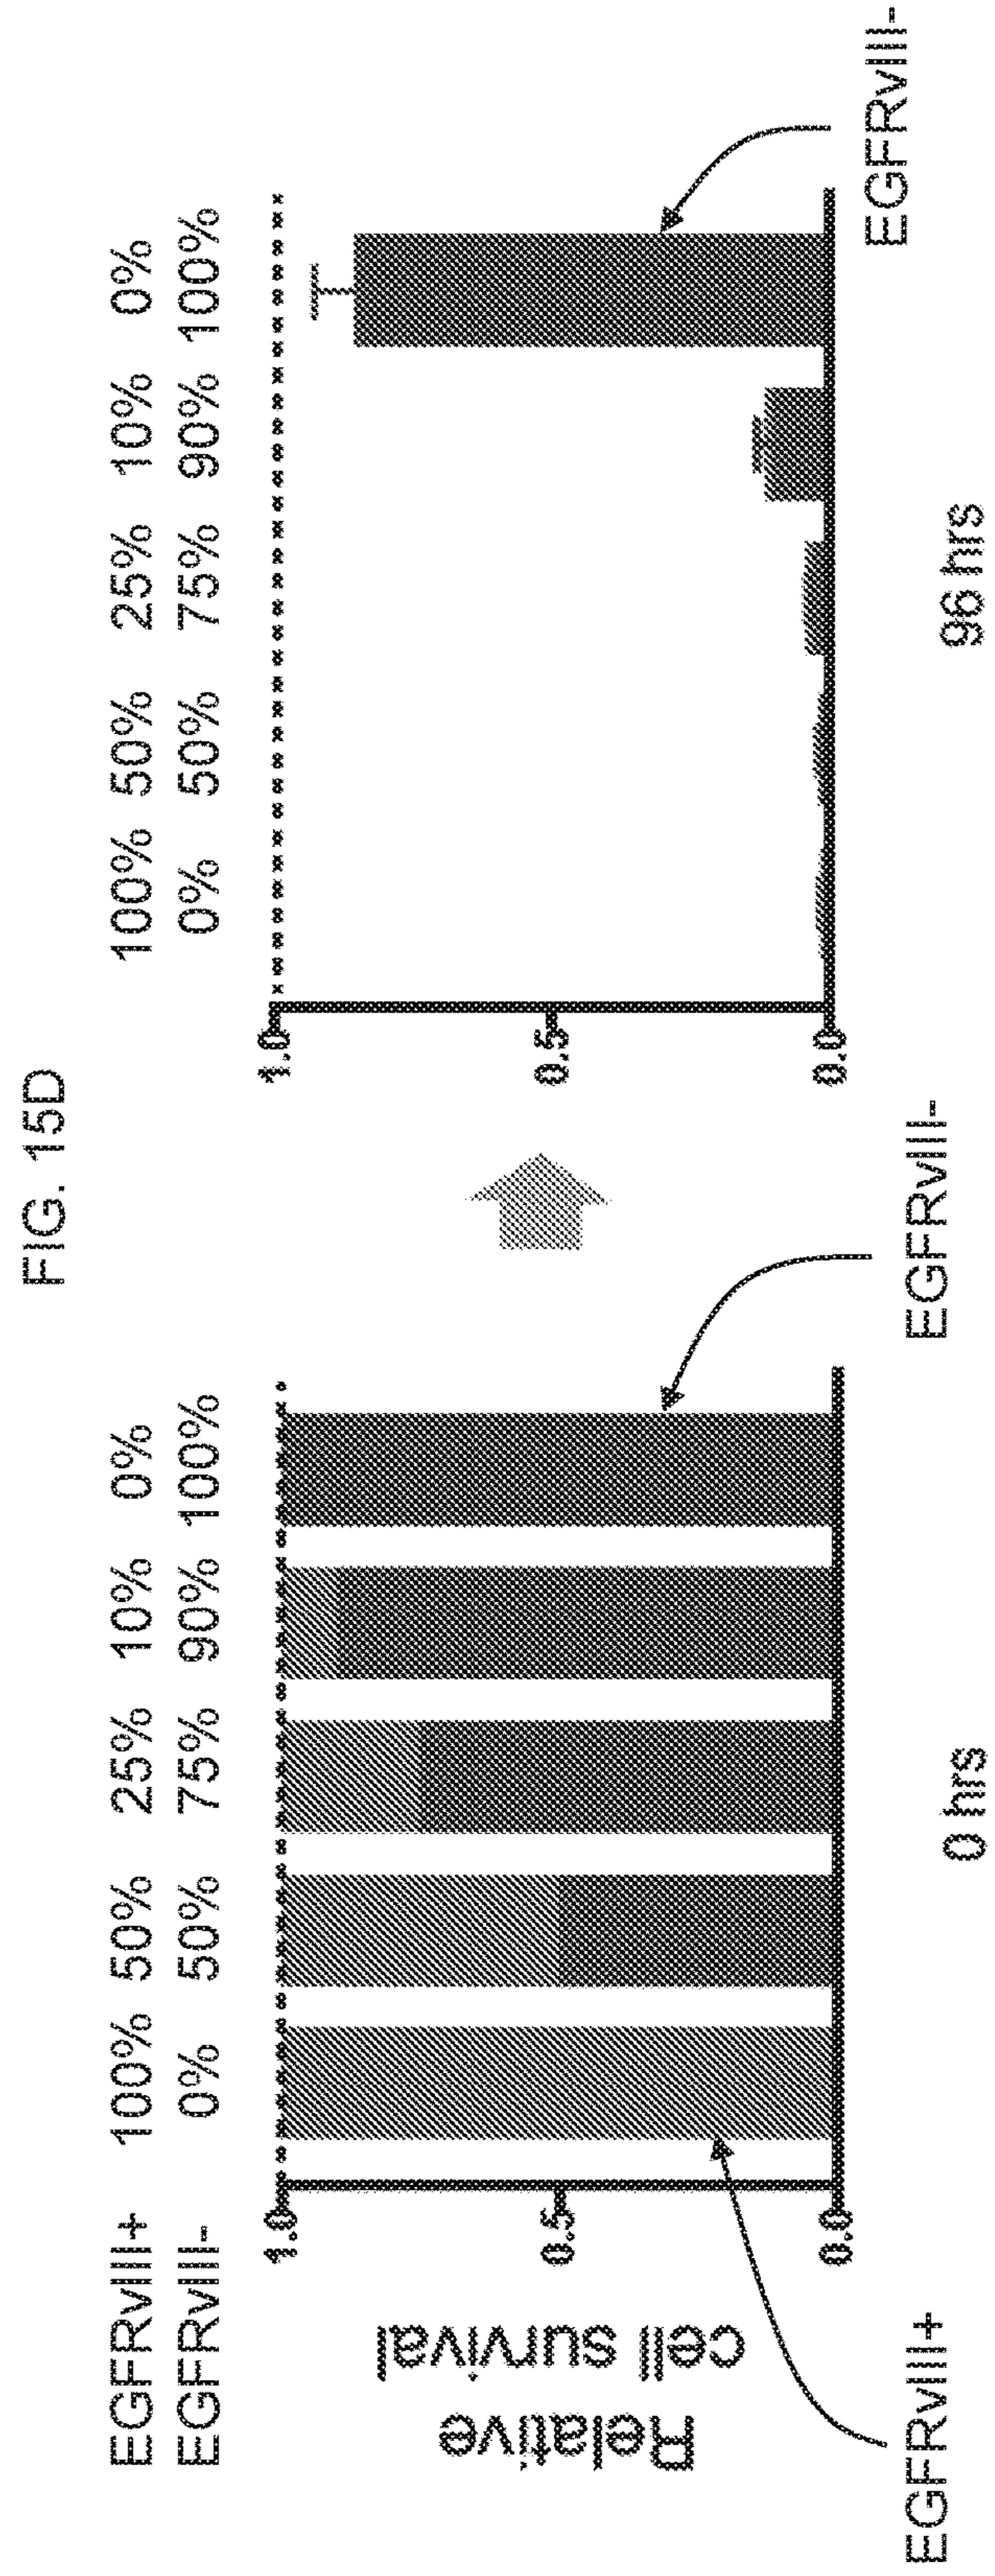 FIG. 15D
EGFRvIII+ 100% 50% 25% 10% 0% 100% 50% 25% 10% 0%
EGFRvIII- 0% 50% 75% 90% 100% 0% 50% 75% 90% 100%
Relative
cell survival
1.0
0.5
0.0
1.0
0.5
0.0
EGFRvIII+
EGFRvIII-
EGFRvIII-
0 hrs
96 hrs